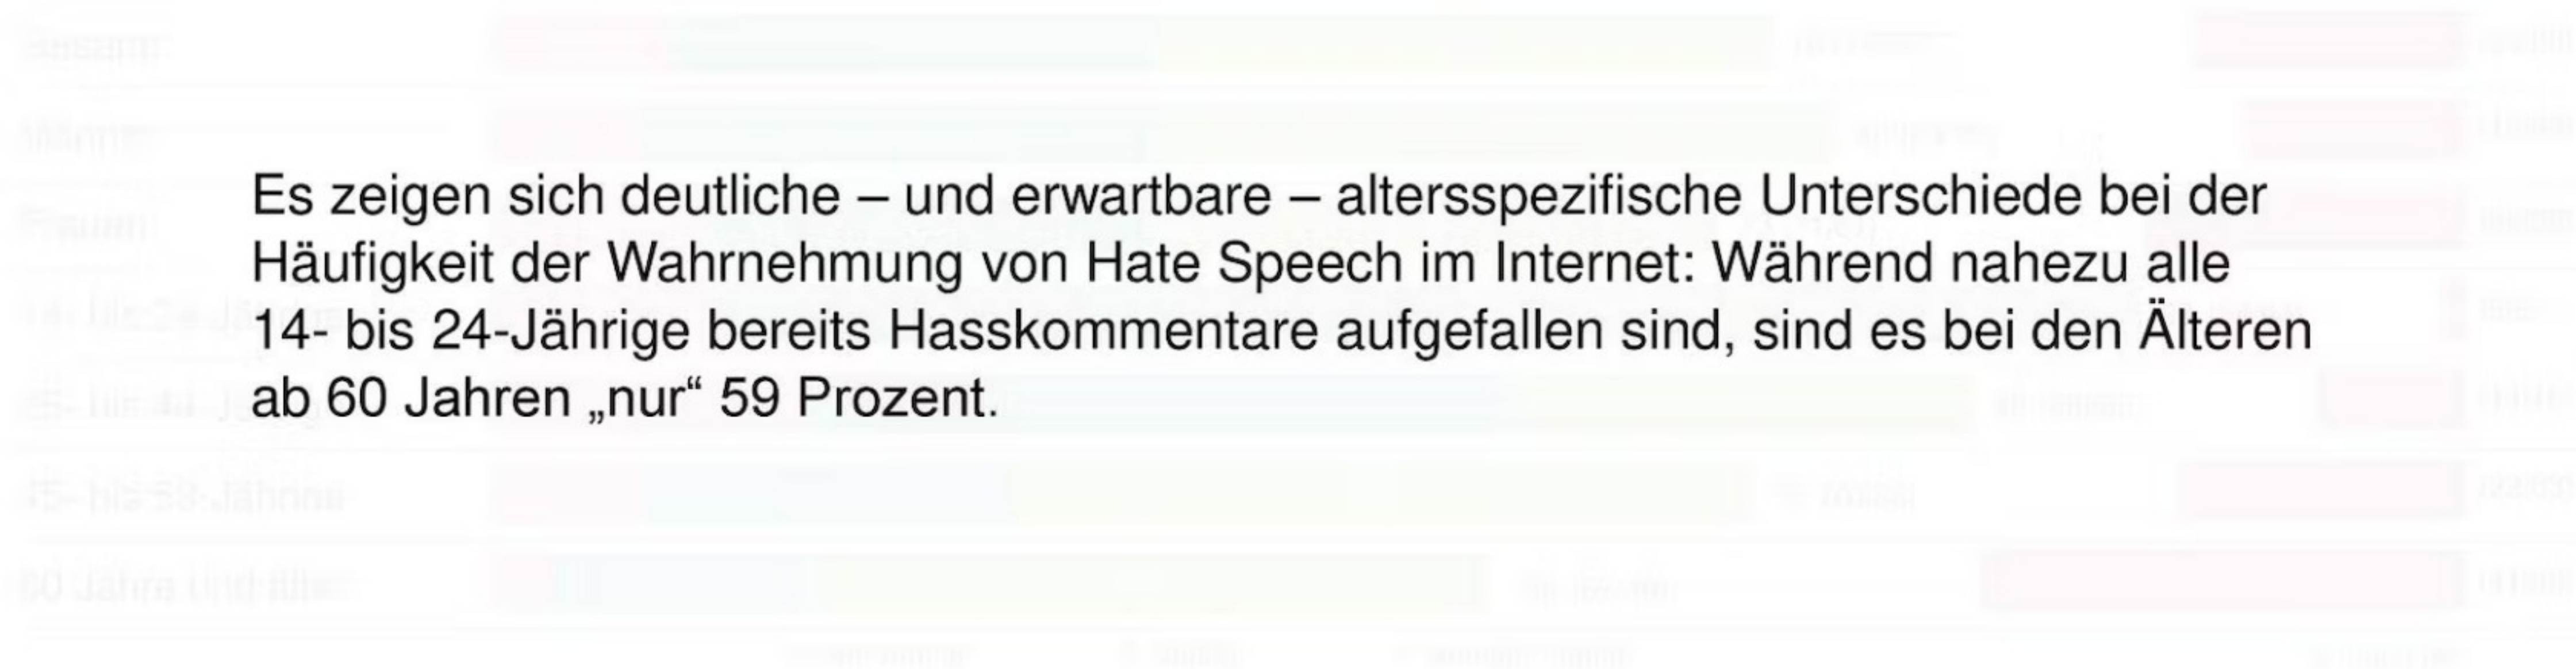 Es zeigen sich deutliche – und erwartbare – altersspezifische Unterschiede bei der
Häufigkeit der Wahrnehmung von Hate Speech im Internet: Während nahezu alle
14- bis 24-Jährige bereits Hasskommentare aufgefallen sind, sind es bei den Älteren
ab 60 Jahren „nur“ 59 Prozent.